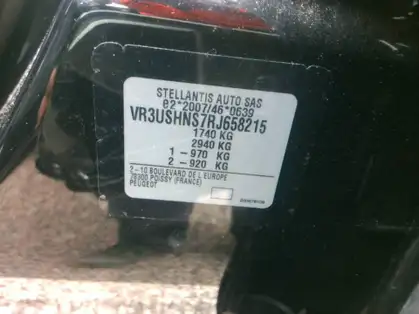 STELLANTIS AUTO SAS
e2*2007/46*0639
VR3USHNS7RJ658215
1740 KG
2940 KG
1 - 970 KG
2 - 920 KG
2 - 10 BOULEVARD DE L'EUROPE
78300 POISSY (FRANCE)
PEUGEOT